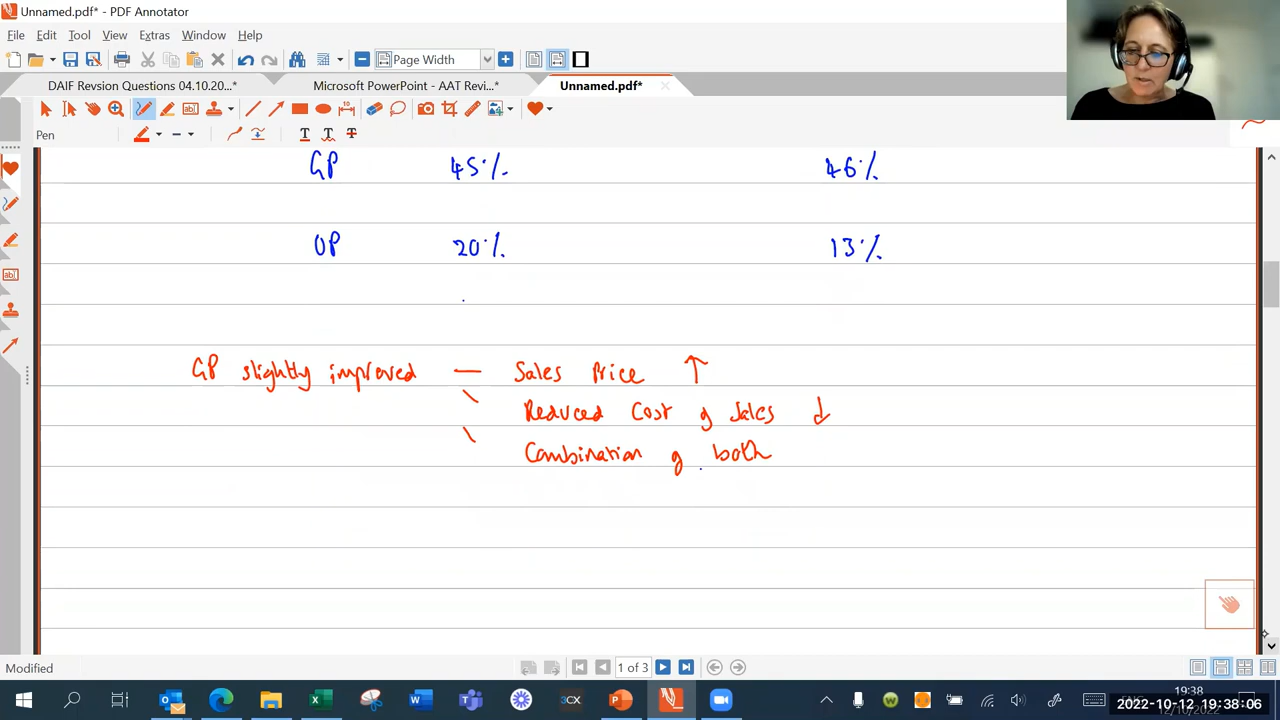 Unnamed.pdf* - PDF Annotator
File Edit Tool View Extras Window Help
Page Width
DAIF Revsion Questions 04.10.20...*
Microsoft PowerPoint - AAT Revi...*
Unnamed.pdf*
Pen
GP 45% 46%
OP 20% 13%
GP slightly improved — Sales Price ↑
Reduced Cost of Sales ↓
Combination of both
1 of 3
Modified
19:38
2022-10-12 19:38:06